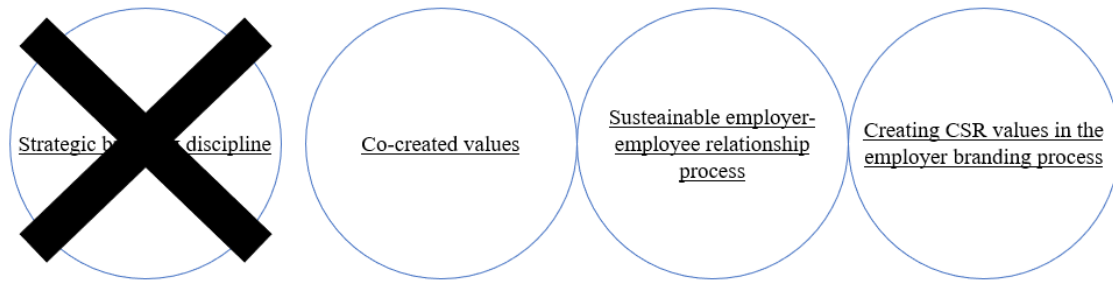 Strategic b discipline
Co-created values
Susteainable employer-
employee relationship
process
Creating CSR values in the
employer branding process